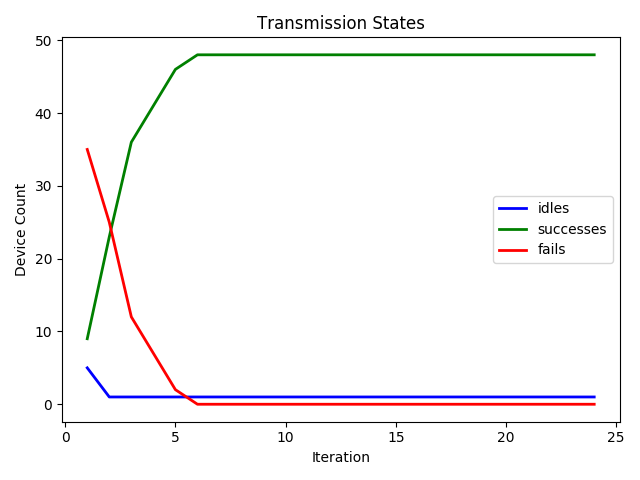 Transmission States
Device Count
50
40
30
20
10
0
idles
successes
fails
0 5 10 15 20 25
Iteration